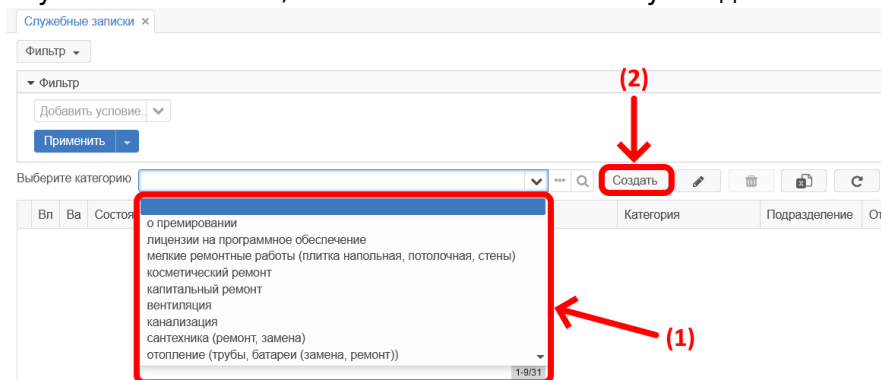 Служебные записки ×
Фильтр
Фильтр
(2)
Добавить условие..
Применить
Выберите категорию
Создать
Вл Ва Категория Подразделение
о премировании
лицензии на программное обеспечение
мелкие ремонтные работы (плитка напольная, потолочная, стены)
косметический ремонт
капитальный ремонт
вентиляция
канализация
сантехника (ремонт, замена)
(1)
отопление (трубы, батареи (замена, ремонт))
1-9/31